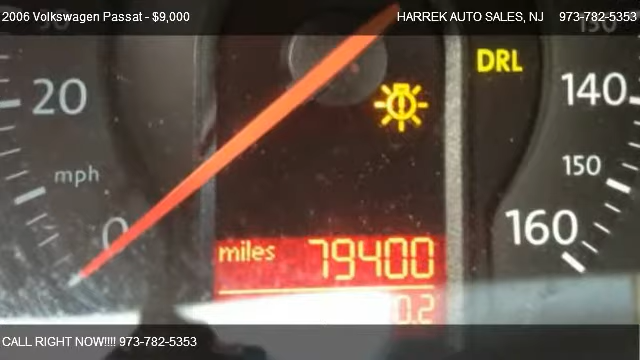 2006 Volkswagen Passat - $9,000 HARREK AUTO SALES, NJ 973-782-5353
DRL
20
140
mph
150
0
160
miles 79400
0.2
CALL RIGHT NOW!!!! 973-782-5353